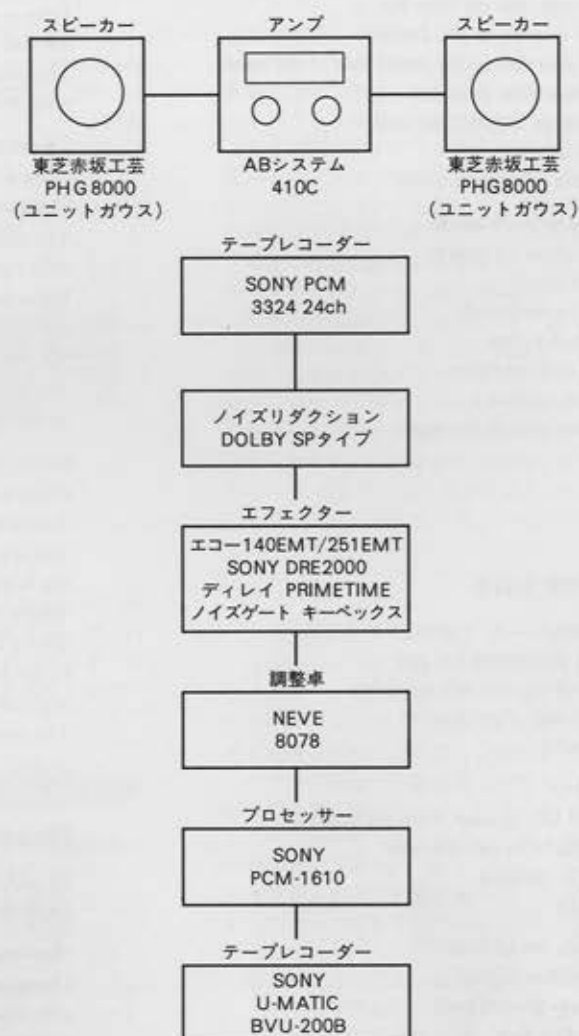 スピーカー
アンプ
スピーカー
東芝赤坂工芸
PHG8000
(ユニットガウス)
ABシステム
410C
東芝赤坂工芸
PHG8000
(ユニットガウス)
テープレコーダー
SONY PCM
3324 24ch
ノイズリダクション
DOLBY SPタイプ
エフェクター
エコー140EMT/251EMT
SONY DRE2000
ディレイ PRIMETIME
ノイズゲート キーペックス
調整卓
NEVE
8078
プロセッサー
SONY
PCM-1610
テープレコーダー
SONY
U-MATIC
BVU-200B